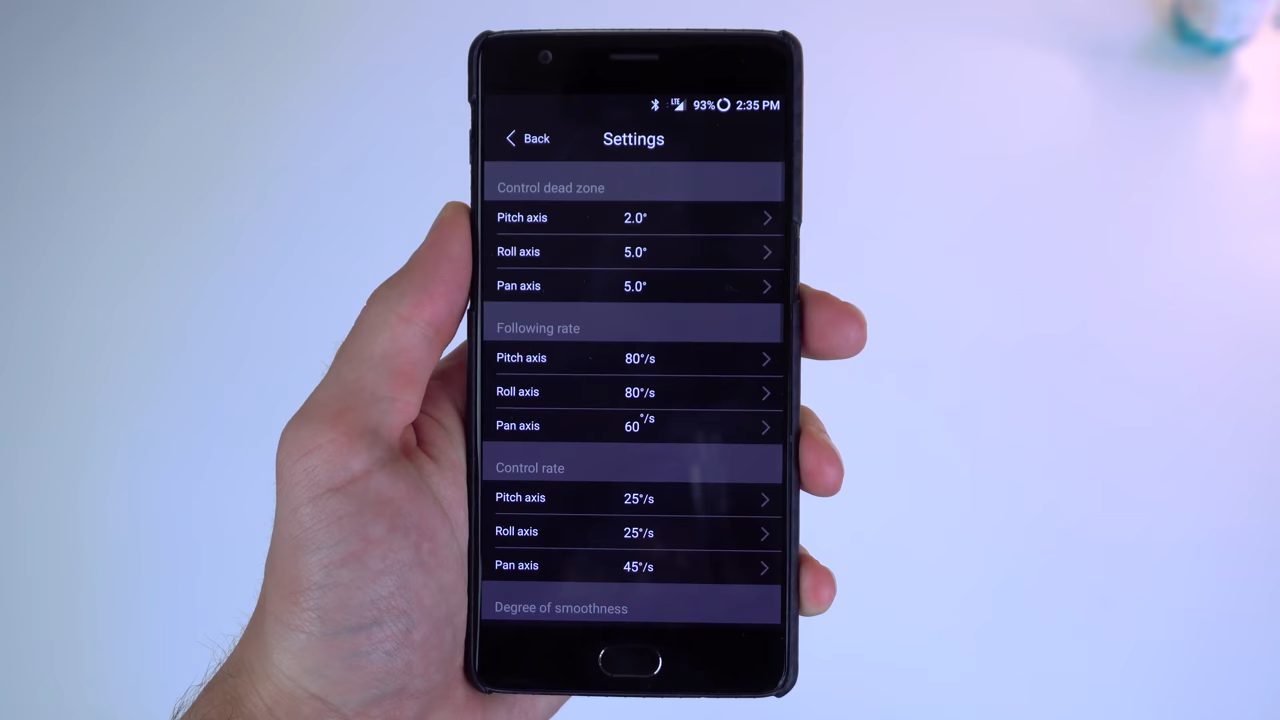 LTE 93% 2:35 PM
Back Settings
Control dead zone
Pitch axis 2.0°
Roll axis 5.0°
Pan axis 5.0°
Following rate
Pitch axis 80°/s
Roll axis 80°/s
Pan axis 60°/s
Control rate
Pitch axis 25°/s
Roll axis 25°/s
Pan axis 45°/s
Degree of smoothness